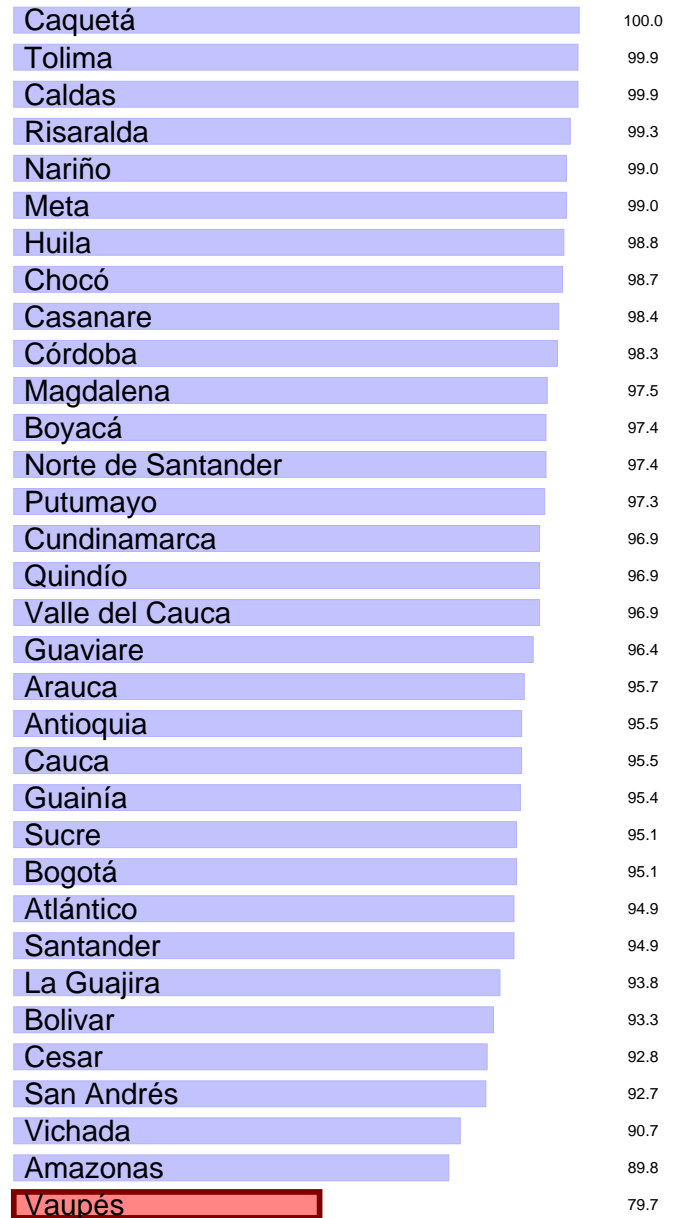 Caquetá 100.0
Tolima 99.9
Caldas 99.9
Risaralda 99.3
Nariño 99.0
Meta 99.0
Huila 98.8
Chocó 98.7
Casanare 98.4
Córdoba 98.3
Magdalena 97.5
Boyacá 97.4
Norte de Santander 97.4
Putumayo 97.3
Cundinamarca 96.9
Quindío 96.9
Valle del Cauca 96.9
Guaviare 96.4
Arauca 95.7
Antioquia 95.5
Cauca 95.5
Guainía 95.4
Sucre 95.1
Bogotá 95.1
Atlántico 94.9
Santander 94.9
La Guajira 93.8
Bolivar 93.3
Cesar 92.8
San Andrés 92.7
Vichada 90.7
Amazonas 89.8
Vaupés 79.7